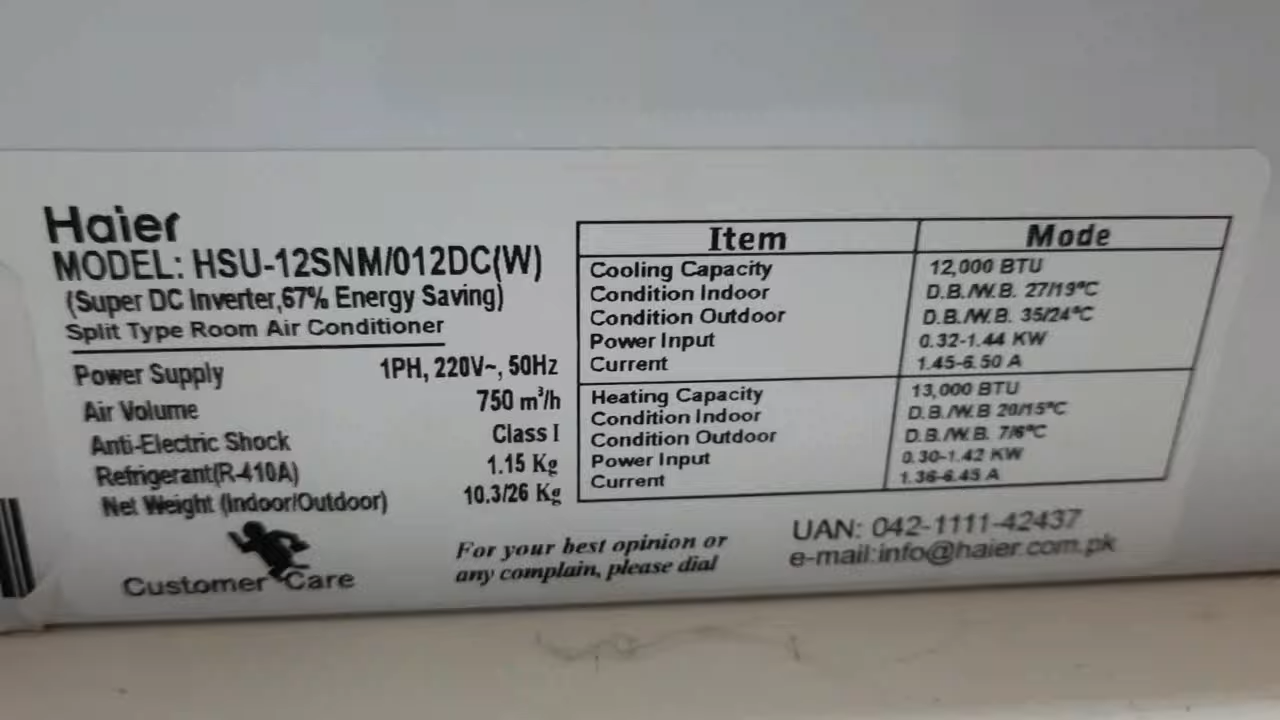 Haier
MODEL: HSU-12SNM/012DC(W)
(Super DC Inverter,67% Energy Saving)
Split Type Room Air Conditioner
Power Supply 1PH, 220V~, 50Hz
Air Volume 750 m³/h
Anti-Electric Shock Class I
Refrigerant(R-410A) 1.15 Kg
Net Weight (Indoor/Outdoor) 10.3/26 Kg
Customer Care
Item Mode
Cooling Capacity 12,000 BTU
Condition Indoor D.B./W.B. 27/19°C
Condition Outdoor D.B./W.B. 35/24°C
Power Input 0.32-1.44 KW
Current 1.45-6.50 A
Heating Capacity 13,000 BTU
Condition Indoor D.B./W.B 20/15°C
Condition Outdoor D.B./W.B. 7/6°C
Power Input 0.30-1.42 KW
Current 1.36-6.45 A
For your best opinion or
any complain, please dial
UAN: 042-1111-42437
e-mail:info@haier.com.pk